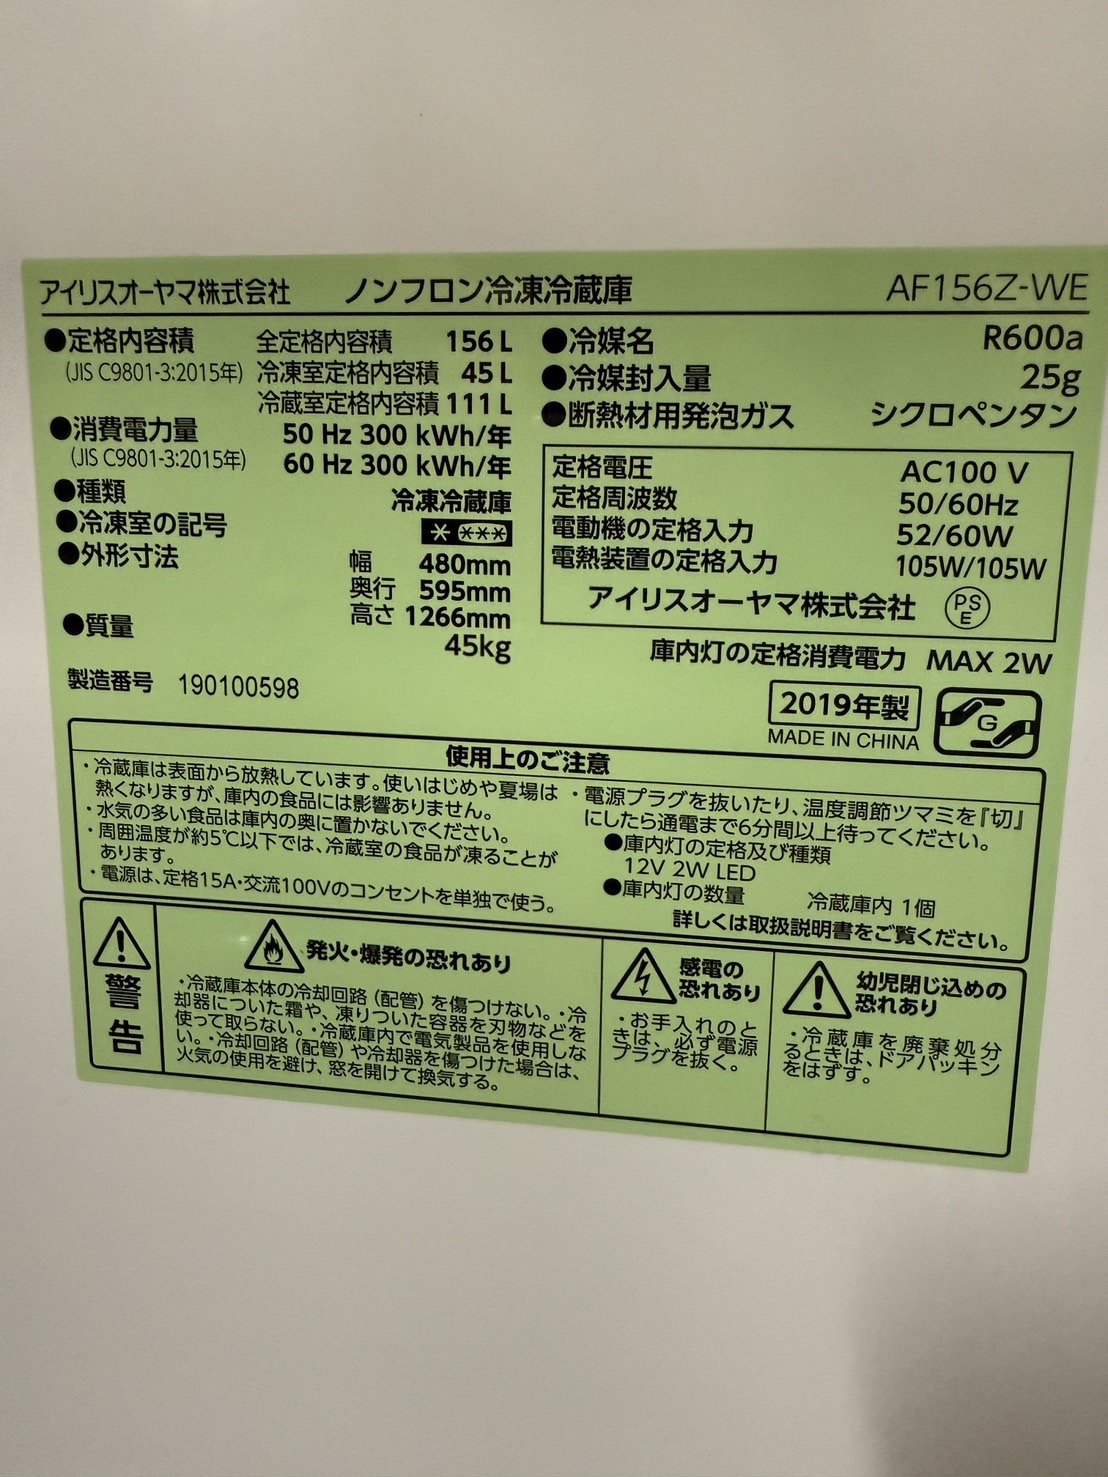 アイリスオーヤマ株式会社 ノンフロン冷凍冷蔵庫 AF156Z-WE
●定格内容積 全定格内容積 156 L
(JIS C9801-3:2015年) 冷凍室定格内容積 45 L
冷蔵室定格内容積 111 L
●消費電力量 50 Hz 300 kWh/年
(JIS C9801-3:2015年) 60 Hz 300 kWh/年
●種類 冷凍冷蔵庫
●冷凍室の記号
●外形寸法 幅 480mm
奥行 595mm
高さ 1266mm
●質量 45kg
製造番号 190100598
●冷媒名 R600a
●冷媒封入量 25g
●断熱材用発泡ガス シクロペンタン
定格電圧 AC100 V
定格周波数 50/60Hz
電動機の定格入力 52/60W
電熱装置の定格入力 105W/105W
アイリスオーヤマ株式会社 PSE
庫内灯の定格消費電力 MAX 2W
2019年製
MADE IN CHINA
G
使用上のご注意
・冷蔵庫は表面から放熱しています。使いはじめや夏場は
熱くなりますが、庫内の食品には影響ありません。
・水気の多い食品は庫内の奥に置かないでください。
・周囲温度が約5℃以下では、冷蔵室の食品が凍ることが
あります。
・電源は、定格15A・交流100Vのコンセントを単独で使う。
・電源プラグを抜いたり、温度調節ツマミを『切』
にしたら通電まで6分間以上待ってください。
●庫内灯の定格及び種類
12V 2W LED
●庫内灯の数量 冷蔵庫内 1個
詳しくは取扱説明書をご覧ください。
警告
発火・爆発の恐れあり
・冷蔵庫本体の冷却回路（配管）を傷つけない。・冷
却器についた霜や、凍りついた容器を刃物などを
使って取らない。・冷蔵庫内で電気製品を使用しな
い。・冷却回路（配管）や冷却器を傷つけた場合は、
火気の使用を避け、窓を開けて換気する。
感電の
恐れあり
・お手入れのと
きは、必ず電源
プラグを抜く。
幼児閉じ込めの
恐れあり
・冷蔵庫を廃棄処分
るときは、ドアパッキン
をはずす。